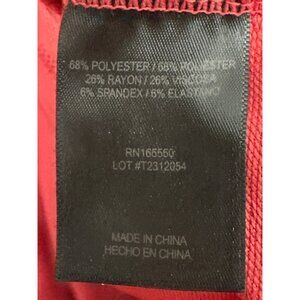 68% POLYESTER / 68% POLIESTER
26% RAYON / 26% VISCOSA
6% SPANDEX / 6% ELASTANO
RN165550
LOT #T2312054
MADE IN CHINA
HECHO EN CHINA